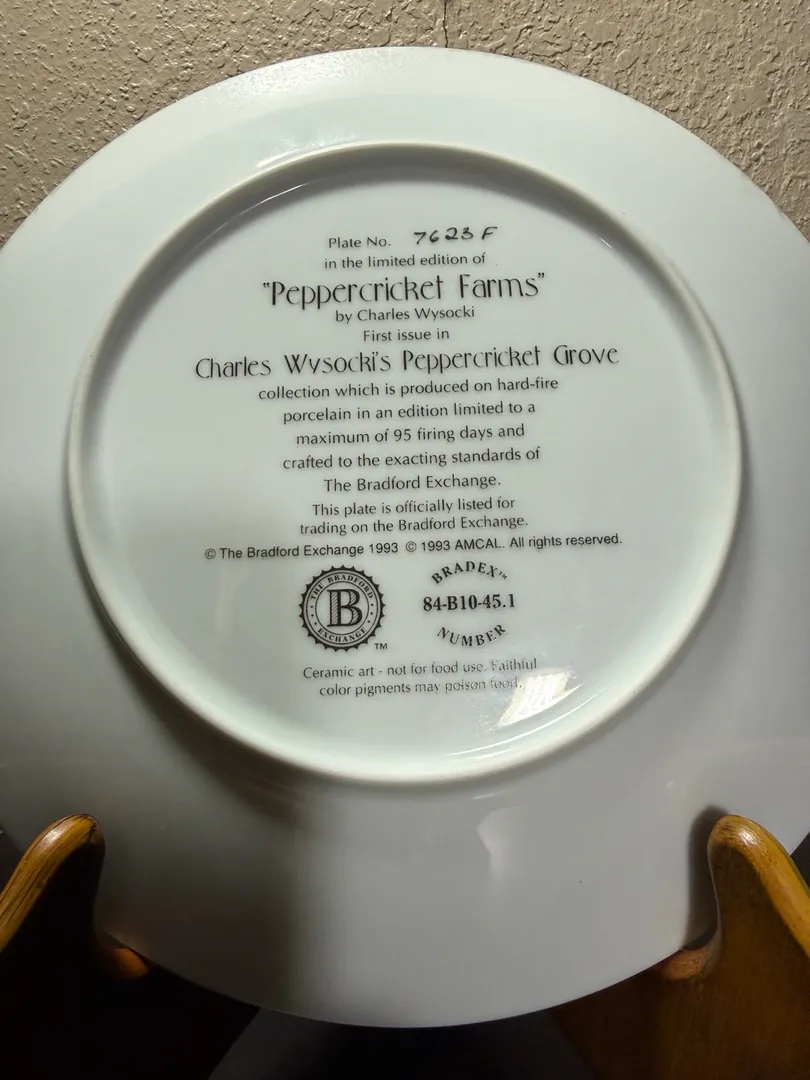 Plate No. 7623 F
in the limited edition of
"Peppercricket Farms"
by Charles Wysocki
First issue in
Charles Wysocki's Peppercricket Grove
collection which is produced on hard-fire
porcelain in an edition limited to a
maximum of 95 firing days and
crafted to the exacting standards of
The Bradford Exchange.
This plate is officially listed for
trading on the Bradford Exchange.
© The Bradford Exchange 1993 © 1993 AMCAL. All rights reserved.
THE BRADFORD
B
EXCHANGE
TM
BRADEX™
84-B10-45.1
NUMBER
Ceramic art - not for food use. Faithful
color pigments may poison food.